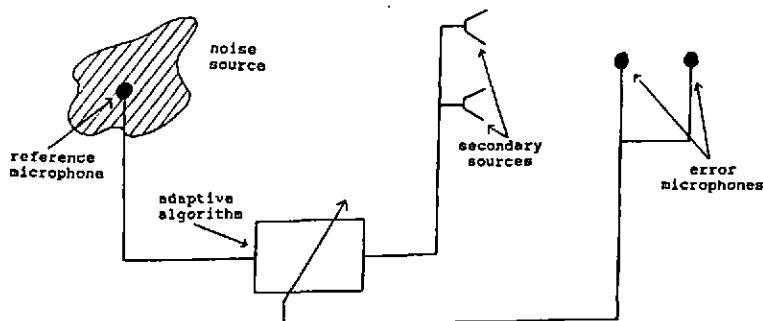 noise
source
reference
microphone
adaptive
algorithm
secondary
sources
error
microphones